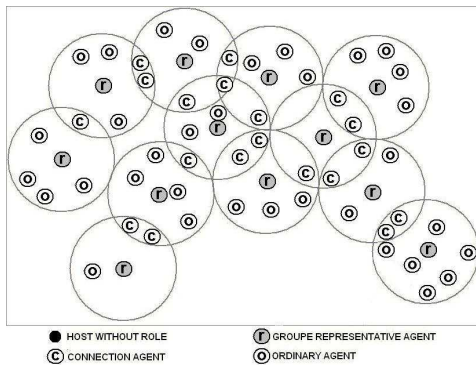 o o
o o c r c o o o o
r c c r o r o
c o c c o
o c o o r c r c
r o c c c o
o o c r o r c c r
o o o o o o c
c c c o
o r o
o r o
o
HOST WITHOUT ROLE
r GROUPE REPRESENTATIVE AGENT
c CONNECTION AGENT
o ORDINARY AGENT